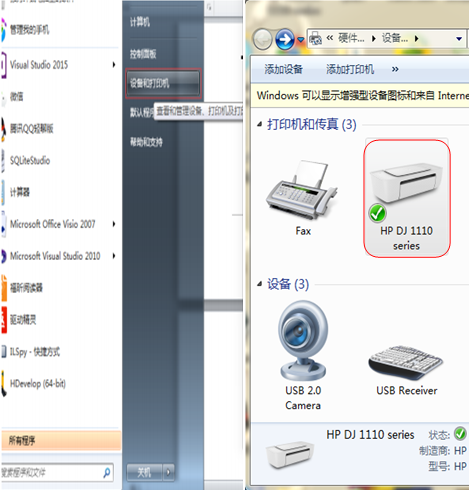 管理我的手机
Visual Studio 2015
微信
腾讯QQ轻聊版
SQLiteStudio
计算器
Microsoft Office Visio 2007
Microsoft Visual Studio 2010
福昕阅读器
驱动精灵
ILSpy - 快捷方式
HDevelop (64-bit)
所有程序
搜索程序和文件
计算机
控制面板
设备和打印机
默认程序
查看和管理设备、打印机及打
帮助和支持
关机
« 硬件... ▸ 设备... ▸
添加设备 添加打印机 »
Windows 可以显示增强型设备图标和来自 Interne
打印机和传真 (3)
Fax
HP DJ 1110
series
设备 (3)
USB 2.0
Camera
USB Receiver
HP DJ 1110 series 状态:
制造商: HP
型号: HP